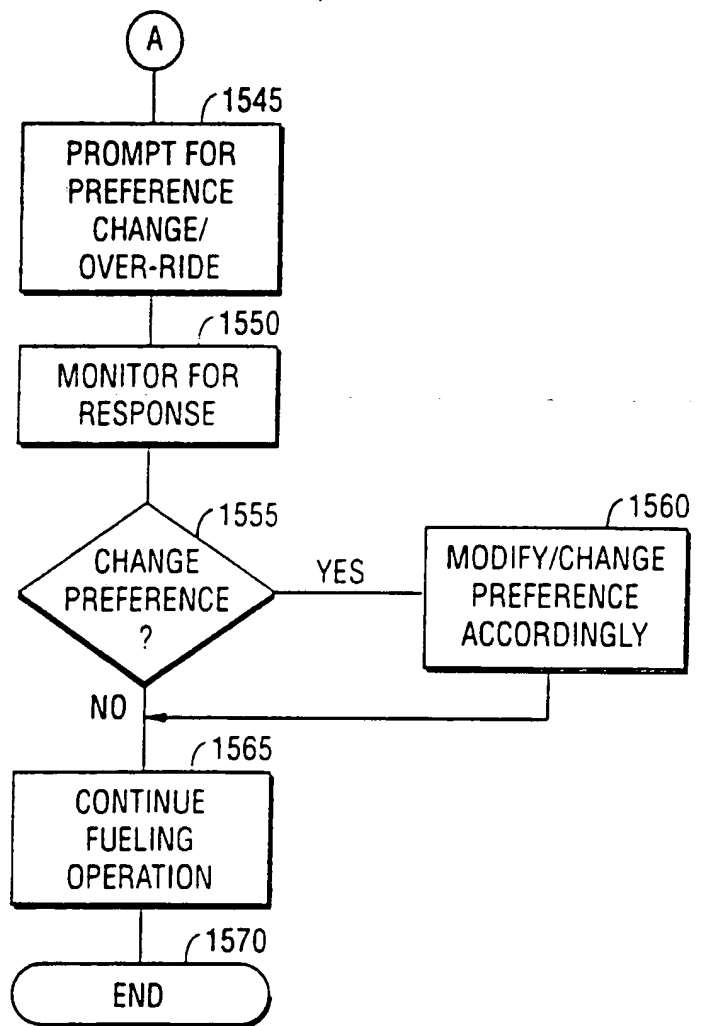 A
1545
PROMPT FOR
PREFERENCE
CHANGE/
OVER-RIDE
1550
MONITOR FOR
RESPONSE
1555
CHANGE
PREFERENCE
?
YES
1560
MODIFY/CHANGE
PREFERENCE
ACCORDINGLY
NO
1565
CONTINUE
FUELING
OPERATION
1570
END